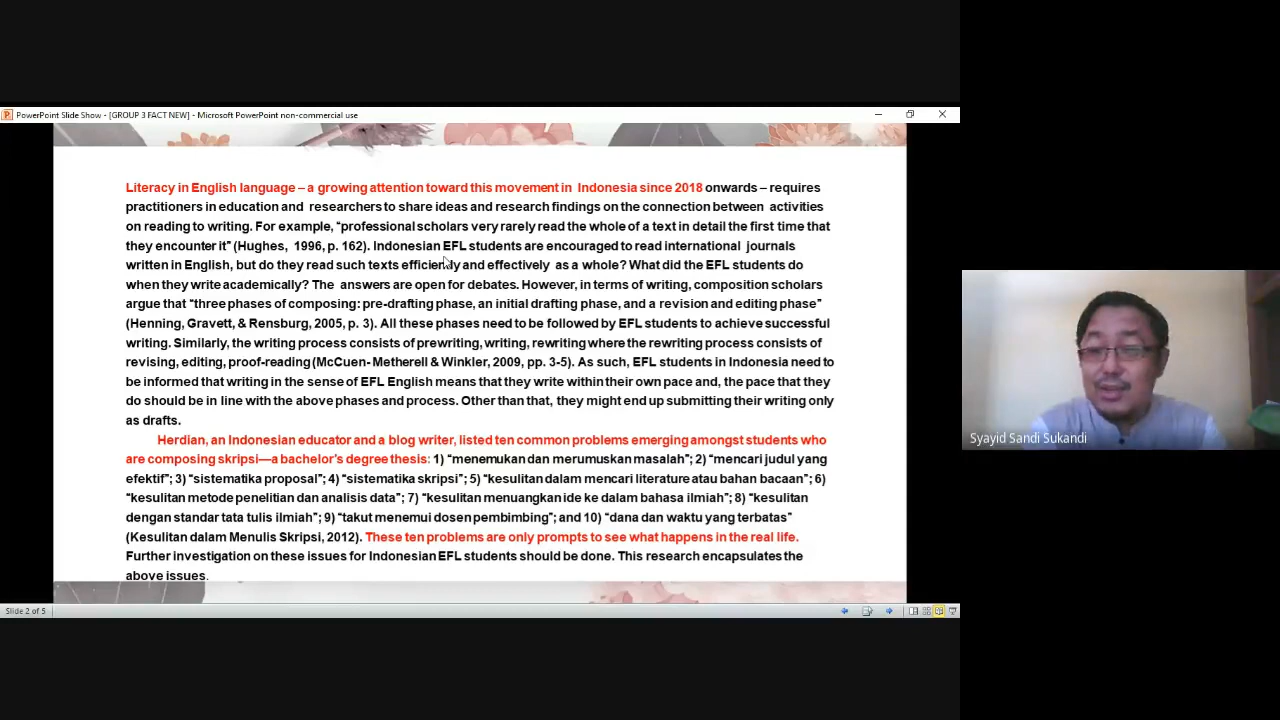 PowerPoint Slide Show - [GROUP 3 FACT NEW] - Microsoft PowerPoint non-commercial use
Literacy in English language – a growing attention toward this movement in Indonesia since 2018 onwards – requires
practitioners in education and researchers to share ideas and research findings on the connection between activities
on reading to writing. For example, “professional scholars very rarely read the whole of a text in detail the first time that
they encounter it” (Hughes, 1996, p. 162). Indonesian EFL students are encouraged to read international journals
written in English, but do they read such texts efficiently and effectively as a whole? What did the EFL students do
when they write academically? The answers are open for debates. However, in terms of writing, composition scholars
argue that “three phases of composing: pre-drafting phase, an initial drafting phase, and a revision and editing phase”
(Henning, Gravett, & Rensburg, 2005, p. 3). All these phases need to be followed by EFL students to achieve successful
writing. Similarly, the writing process consists of prewriting, writing, rewriting where the rewriting process consists of
revising, editing, proof-reading (McCuen- Metherell & Winkler, 2009, pp. 3-5). As such, EFL students in Indonesia need to
be informed that writing in the sense of EFL English means that they write within their own pace and, the pace that they
do should be in line with the above phases and process. Other than that, they might end up submitting their writing only
as drafts.
Herdian, an Indonesian educator and a blog writer, listed ten common problems emerging amongst students who
are composing skripsi—a bachelor's degree thesis: 1) “menemukan dan merumuskan masalah”; 2) “mencari judul yang
efektif”; 3) “sistematika proposal”; 4) “sistematika skripsi”; 5) “kesulitan dalam mencari literature atau bahan bacaan”; 6)
“kesulitan metode penelitian dan analisis data”; 7) “kesulitan menuangkan ide ke dalam bahasa ilmiah”; 8) “kesulitan
dengan standar tata tulis ilmiah”; 9) “takut menemui dosen pembimbing”; and 10) “dana dan waktu yang terbatas”
(Kesulitan dalam Menulis Skripsi, 2012). These ten problems are only prompts to see what happens in the real life.
Further investigation on these issues for Indonesian EFL students should be done. This research encapsulates the
above issues.
Slide 2 of 5
Syayid Sandi Sukandi